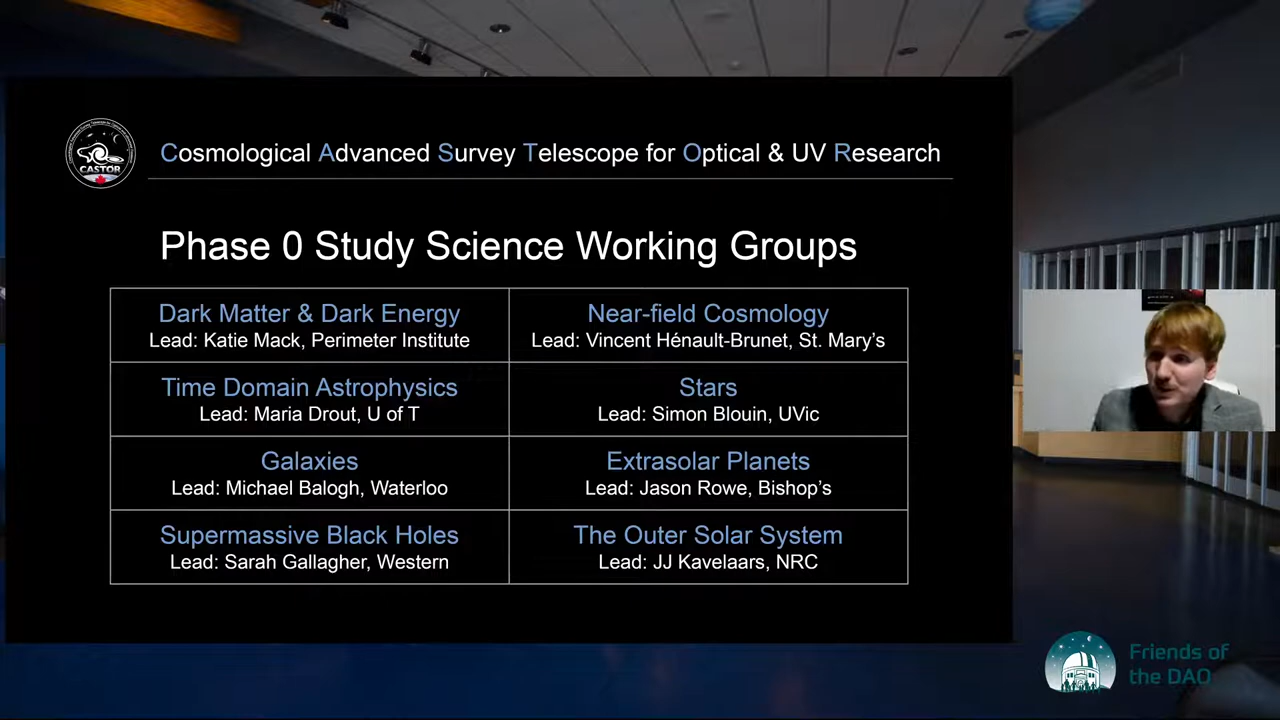 CASTOR
Cosmological Advanced Survey Telescope for Optical & UV Research
Phase 0 Study Science Working Groups
Dark Matter & Dark Energy
Lead: Katie Mack, Perimeter Institute
Near-field Cosmology
Lead: Vincent Hénault-Brunet, St. Mary's
Time Domain Astrophysics
Lead: Maria Drout, U of T
Stars
Lead: Simon Blouin, UVic
Galaxies
Lead: Michael Balogh, Waterloo
Extrasolar Planets
Lead: Jason Rowe, Bishop's
Supermassive Black Holes
Lead: Sarah Gallagher, Western
The Outer Solar System
Lead: JJ Kavelaars, NRC
Friends of
the DAO